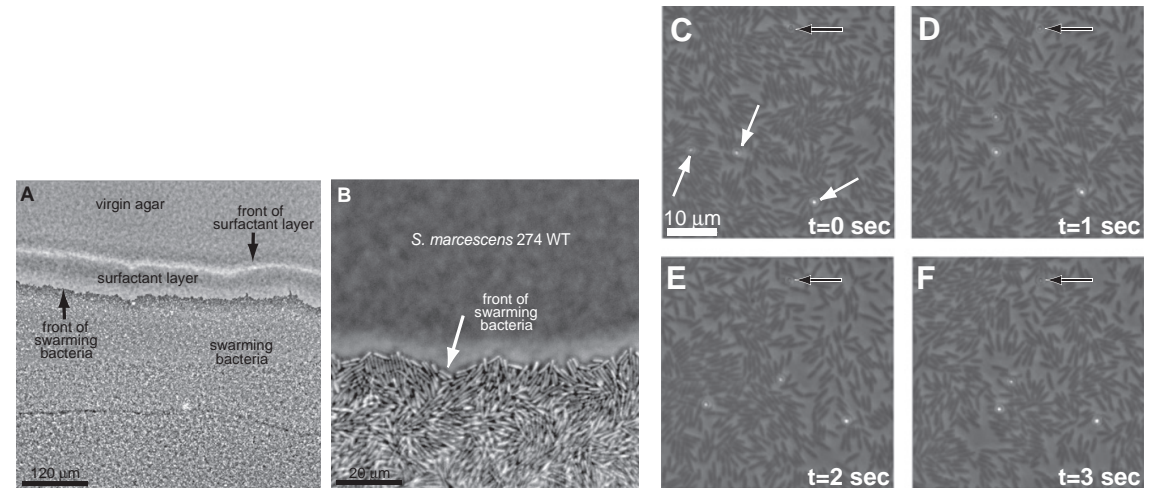 A
virgin agar
front of
surfactant layer
surfactant layer
front of
swarming
bacteria
swarming
bacteria
120 µm
B
S. marcescens 274 WT
front of
swarming
bacteria
20 µm
C
10 µm
t=0 sec
D
t=1 sec
E
t=2 sec
F
t=3 sec